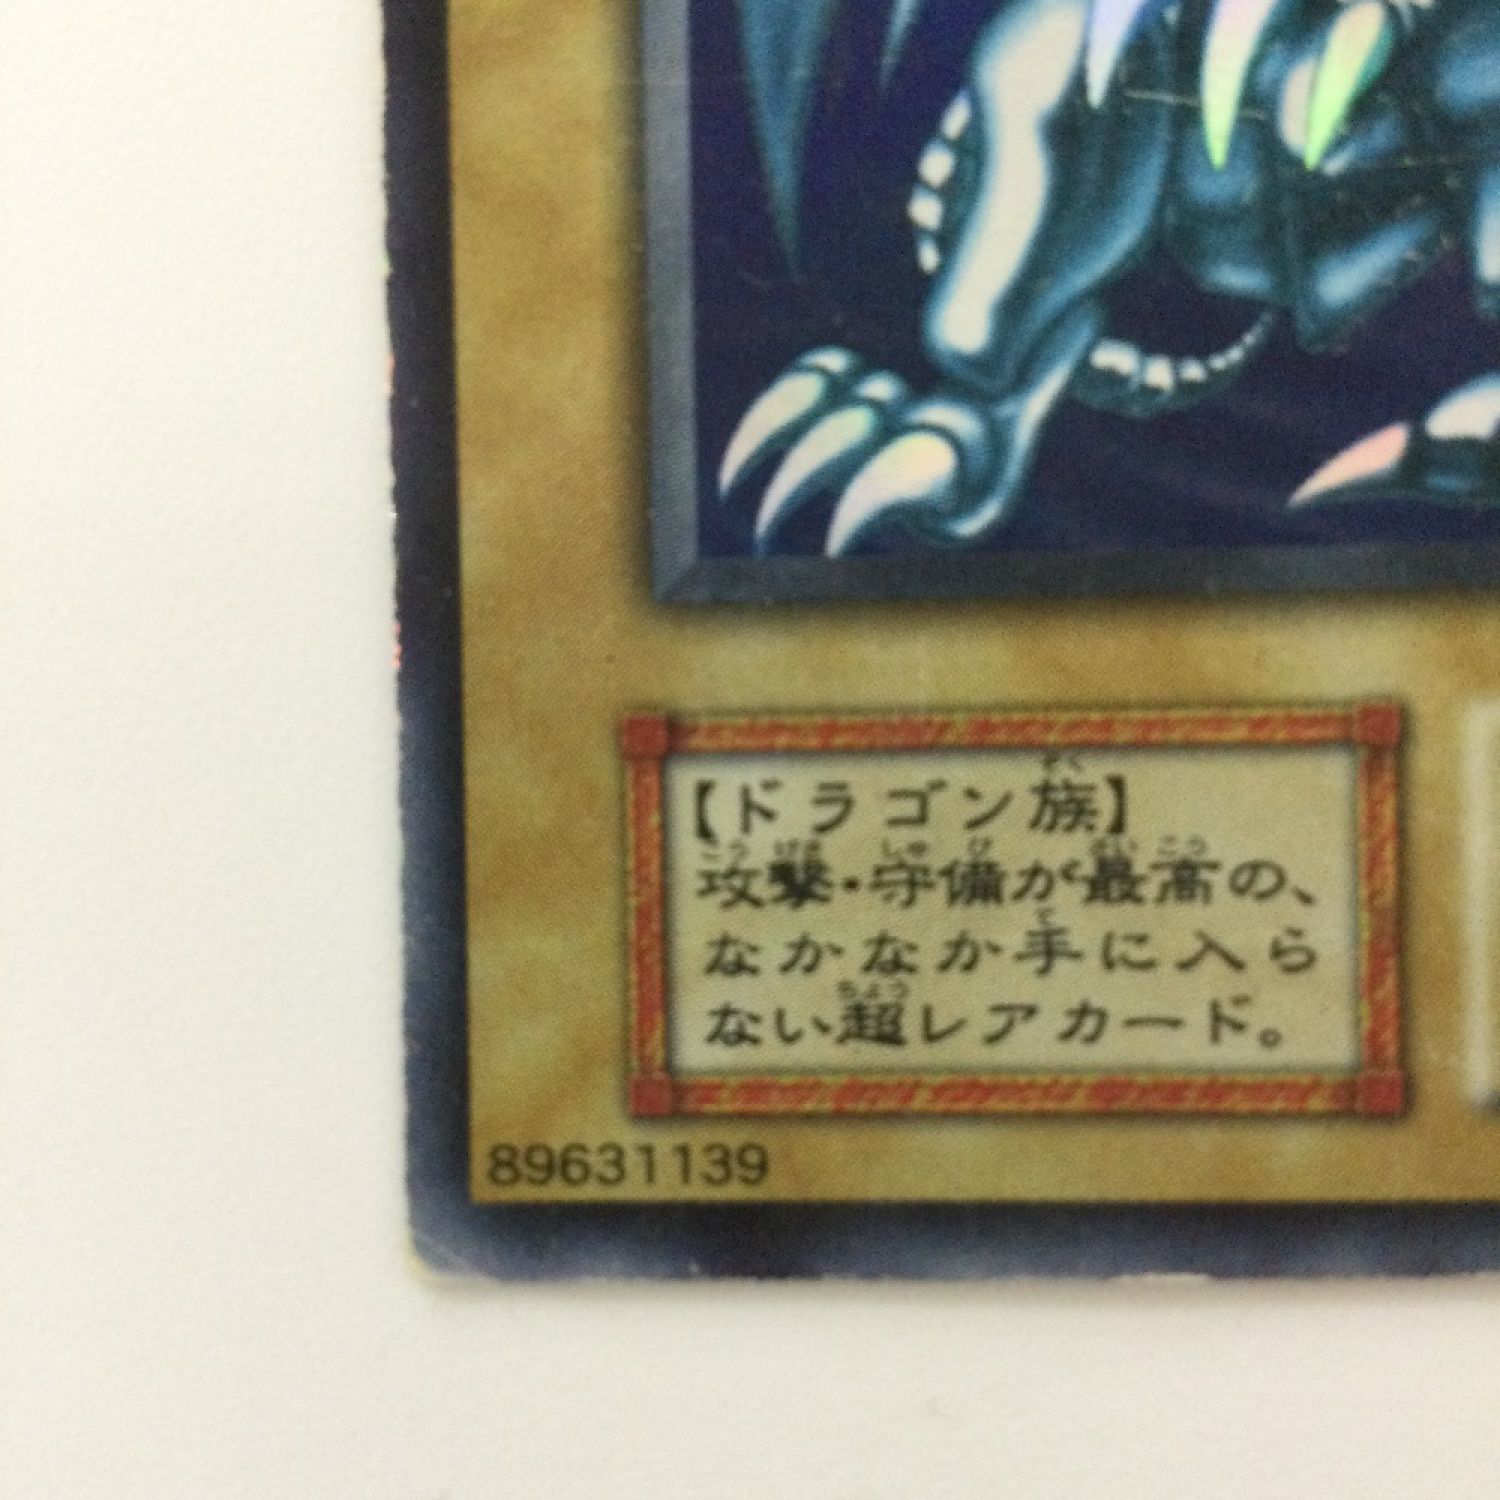 【ドラゴン族】
攻撃・守備が最高の、
なかなか手に入ら
ない超レアカード。
89631139